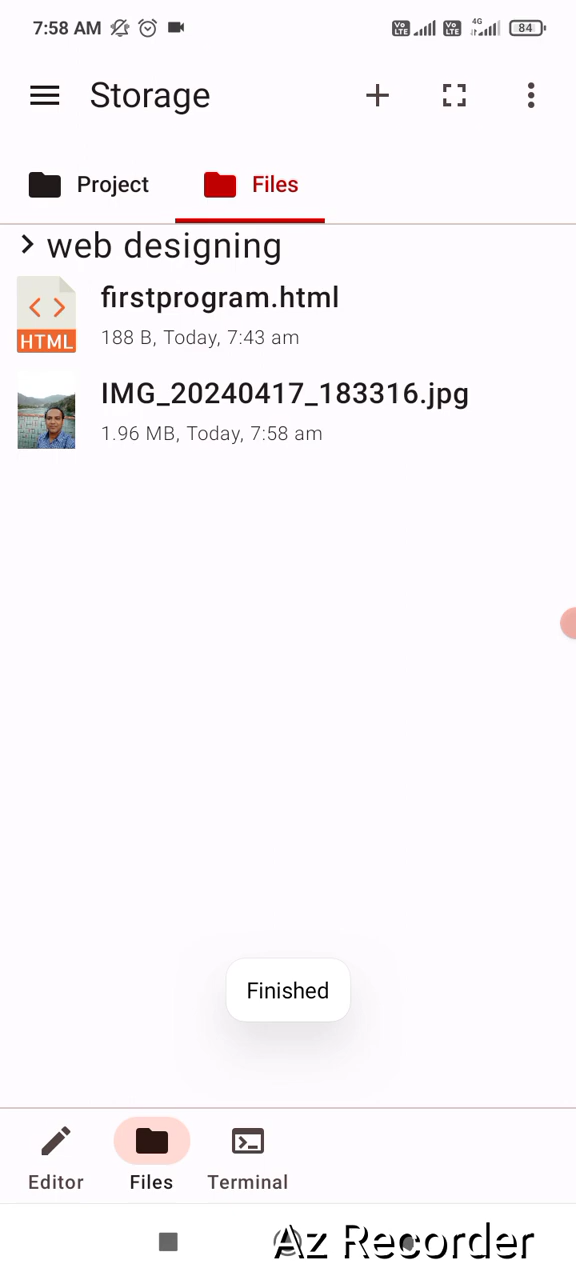 7:58 AM 4G 84
Storage
Project Files
> web designing
firstprogram.html
HTML
188 B, Today, 7:43 am
IMG_20240417_183316.jpg
1.96 MB, Today, 7:58 am
Finished
Editor Files Terminal
Az Recorder